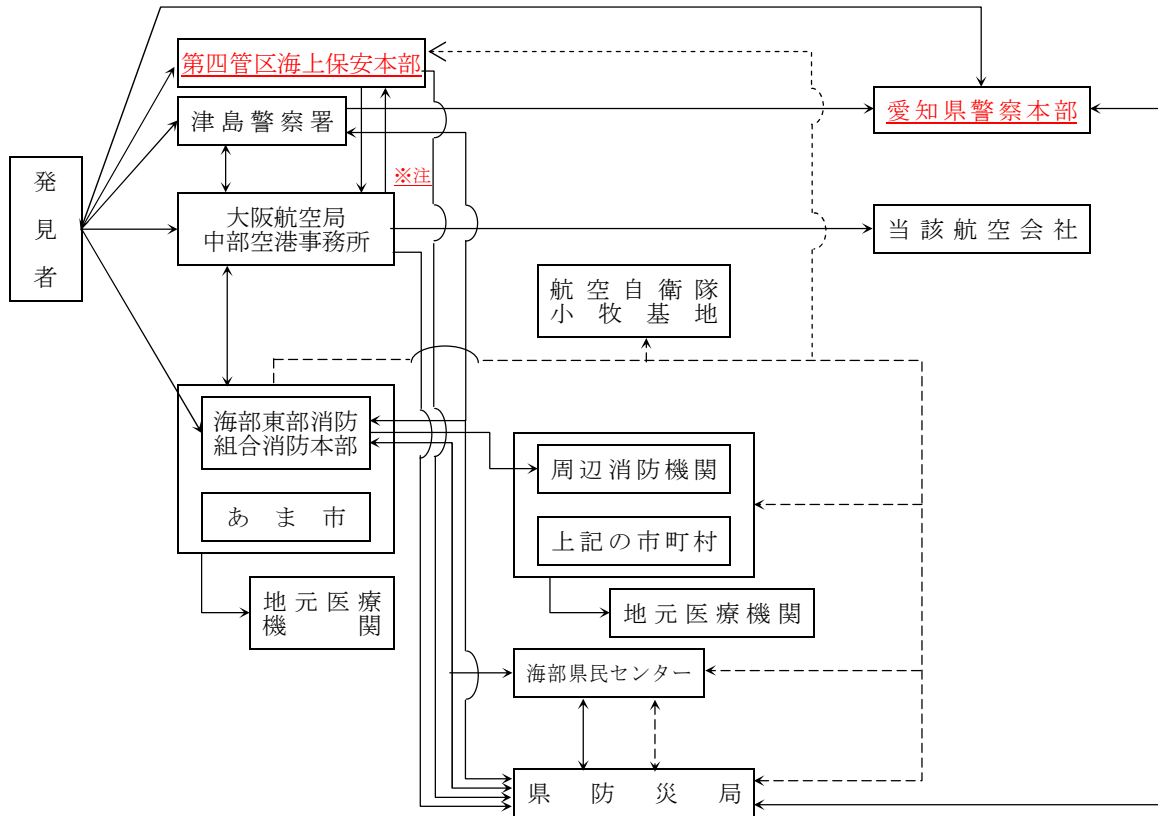 第四管区海上保安本部
津島警察署
愛知県警察本部
※注
発見者
大阪航空局
中部空港事務所
当該航空会社
航空自衛隊
小牧基地
海部東部消防
組合消防本部
周辺消防機関
あま市
上記の市町村
地元医療
機関
地元医療機関
海部県民センター
県防災局